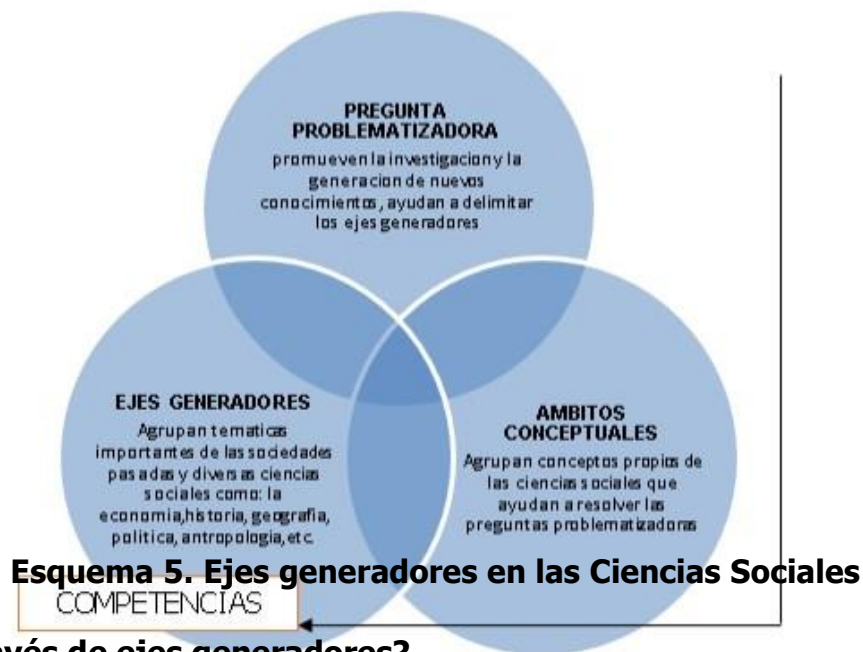 PREGUNTA
PROBLEMATIZADORA
promueven la investigacion y la
generacion de nuevos
conocimientos, ayudan a delimitar
los ejes generadores
EJES GENERADORES
Agrupan tematicas
importantes de las sociedades
pasadas y diversas ciencias
sociales como: la
economia,historia, geografia,
politica, antropologia, etc.
AMBITOS
CONCEPTUALES
Agrupan conceptos propios de
las ciencias sociales que
ayudan a resolver las
preguntas problematizadoras
Esquema 5. Ejes generadores en las Ciencias Sociales
COMPETENCIAS
de ejes generadores?